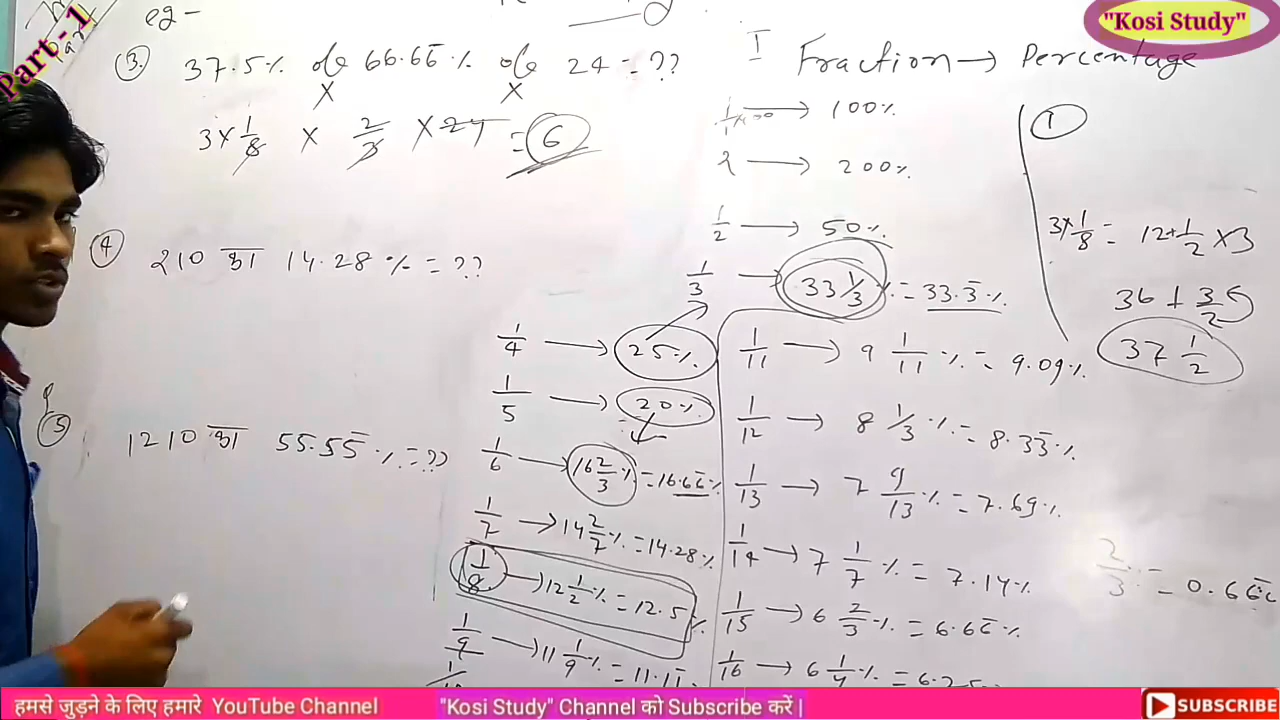 Part - 1
"Kosi Study"
eg -
③ 37.5% of 66.66̅% of 24 = ??
× ×
3 × 1/8 × 2/3 × 24 = 6
④ 210 का 14.28% = ??
⑤ 1210 का 55.55̅% = ??
I Fraction → Percentage
1/1×100 → 100%
2 → 200%
1/2 → 50%
1/3 → 33 1/3% = 33.3̅%
1/4 → 25%
1/5 → 20%
1/6 → 16 2/3% = 16.66̅%
1/7 → 14 2/7% = 14.28%
1/8 → 12 1/2% = 12.5%
1/9 → 11 1/9% = 11.11̅%
1/11 → 9 1/11% = 9.09%
1/12 → 8 1/3% = 8.33̅%
1/13 → 7 9/13% = 7.69%
1/14 → 7 1/7% = 7.14%
1/15 → 6 2/3% = 6.66̅%
1/16 → 6 1/4% = 6.25
①
3×1/8 = 12+1/2 ×3
36 + 3/2
37 1/2
2/3 = 0.666
हमसे जुड़ने के लिए हमारे YouTube Channel "Kosi Study" Channel को Subscribe करें |
SUBSCRIBE